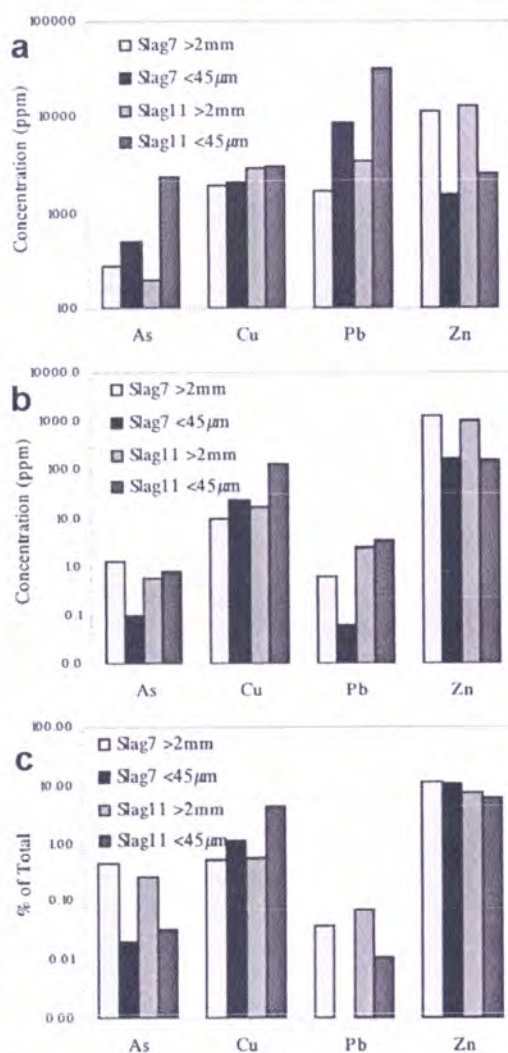 a
100000
10000
1000
100
Concentration (ppm)
Slag7 >2mm
Slag7 <45µm
Slag11 >2mm
Slag11 <45µm
As Cu Pb Zn
b
10000.0
1000.0
100.0
10.0
1.0
0.1
0.0
Concentration (ppm)
Slag7 >2mm
Slag7 <45µm
Slag11 >2mm
Slag11 <45µm
As Cu Pb Zn
c
100.00
10.00
1.00
0.10
0.01
0.00
% of Total
Slag7 >2mm
Slag7 <45µm
Slag11 >2mm
Slag11 <45µm
As Cu Pb Zn